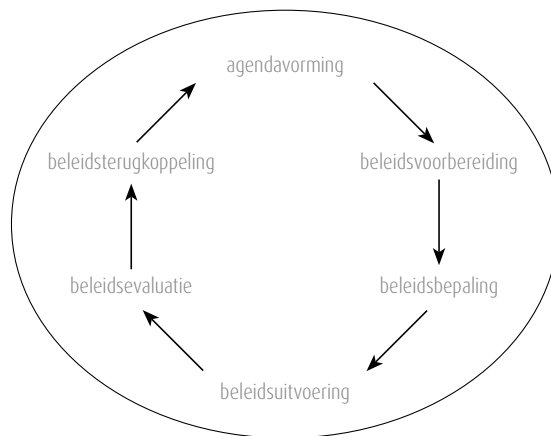 agendavorming
beleidsterugkoppeling
beleidsvoorbereiding
beleidsevaluatie
beleidsbepaling
beleidsuitvoering